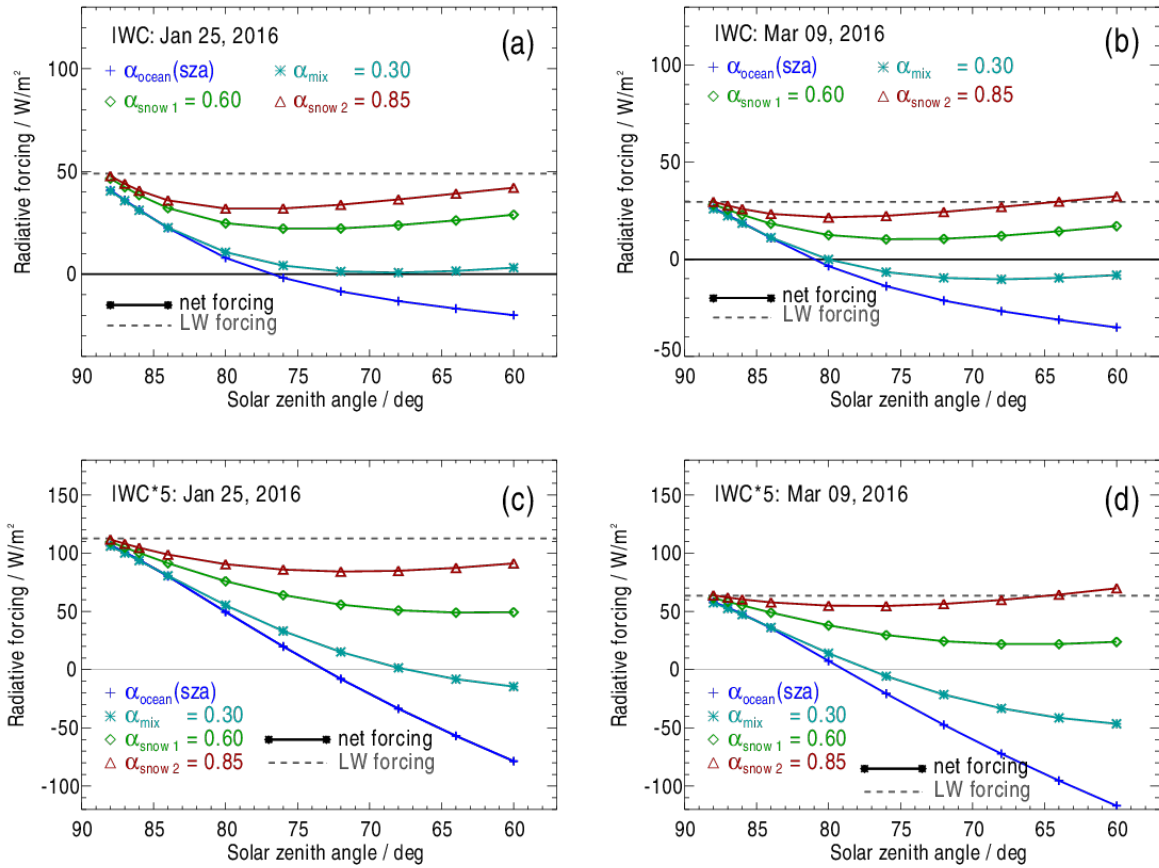 IWC: Jan 25, 2016
(a)
α_ocean(sza)
α_mix = 0.30
α_snow 1 = 0.60
α_snow 2 = 0.85
100
50
0
Radiative forcing / W/m²
net forcing
LW forcing
90 85 80 75 70 65 60
Solar zenith angle / deg
IWC: Mar 09, 2016
(b)
α_ocean(sza)
α_mix = 0.30
α_snow 1 = 0.60
α_snow 2 = 0.85
100
50
0
-50
Radiative forcing / W/m²
net forcing
LW forcing
90 85 80 75 70 65 60
Solar zenith angle / deg
IWC*5: Jan 25, 2016
(c)
150
100
50
0
-50
-100
Radiative forcing / W/m²
α_ocean(sza)
α_mix = 0.30
α_snow 1 = 0.60
α_snow 2 = 0.85
net forcing
LW forcing
90 85 80 75 70 65 60
Solar zenith angle / deg
IWC*5: Mar 09, 2016
(d)
150
100
50
0
-50
-100
Radiative forcing / W/m²
α_ocean(sza)
α_mix = 0.30
α_snow 1 = 0.60
α_snow 2 = 0.85
net forcing
LW forcing
90 85 80 75 70 65 60
Solar zenith angle / deg